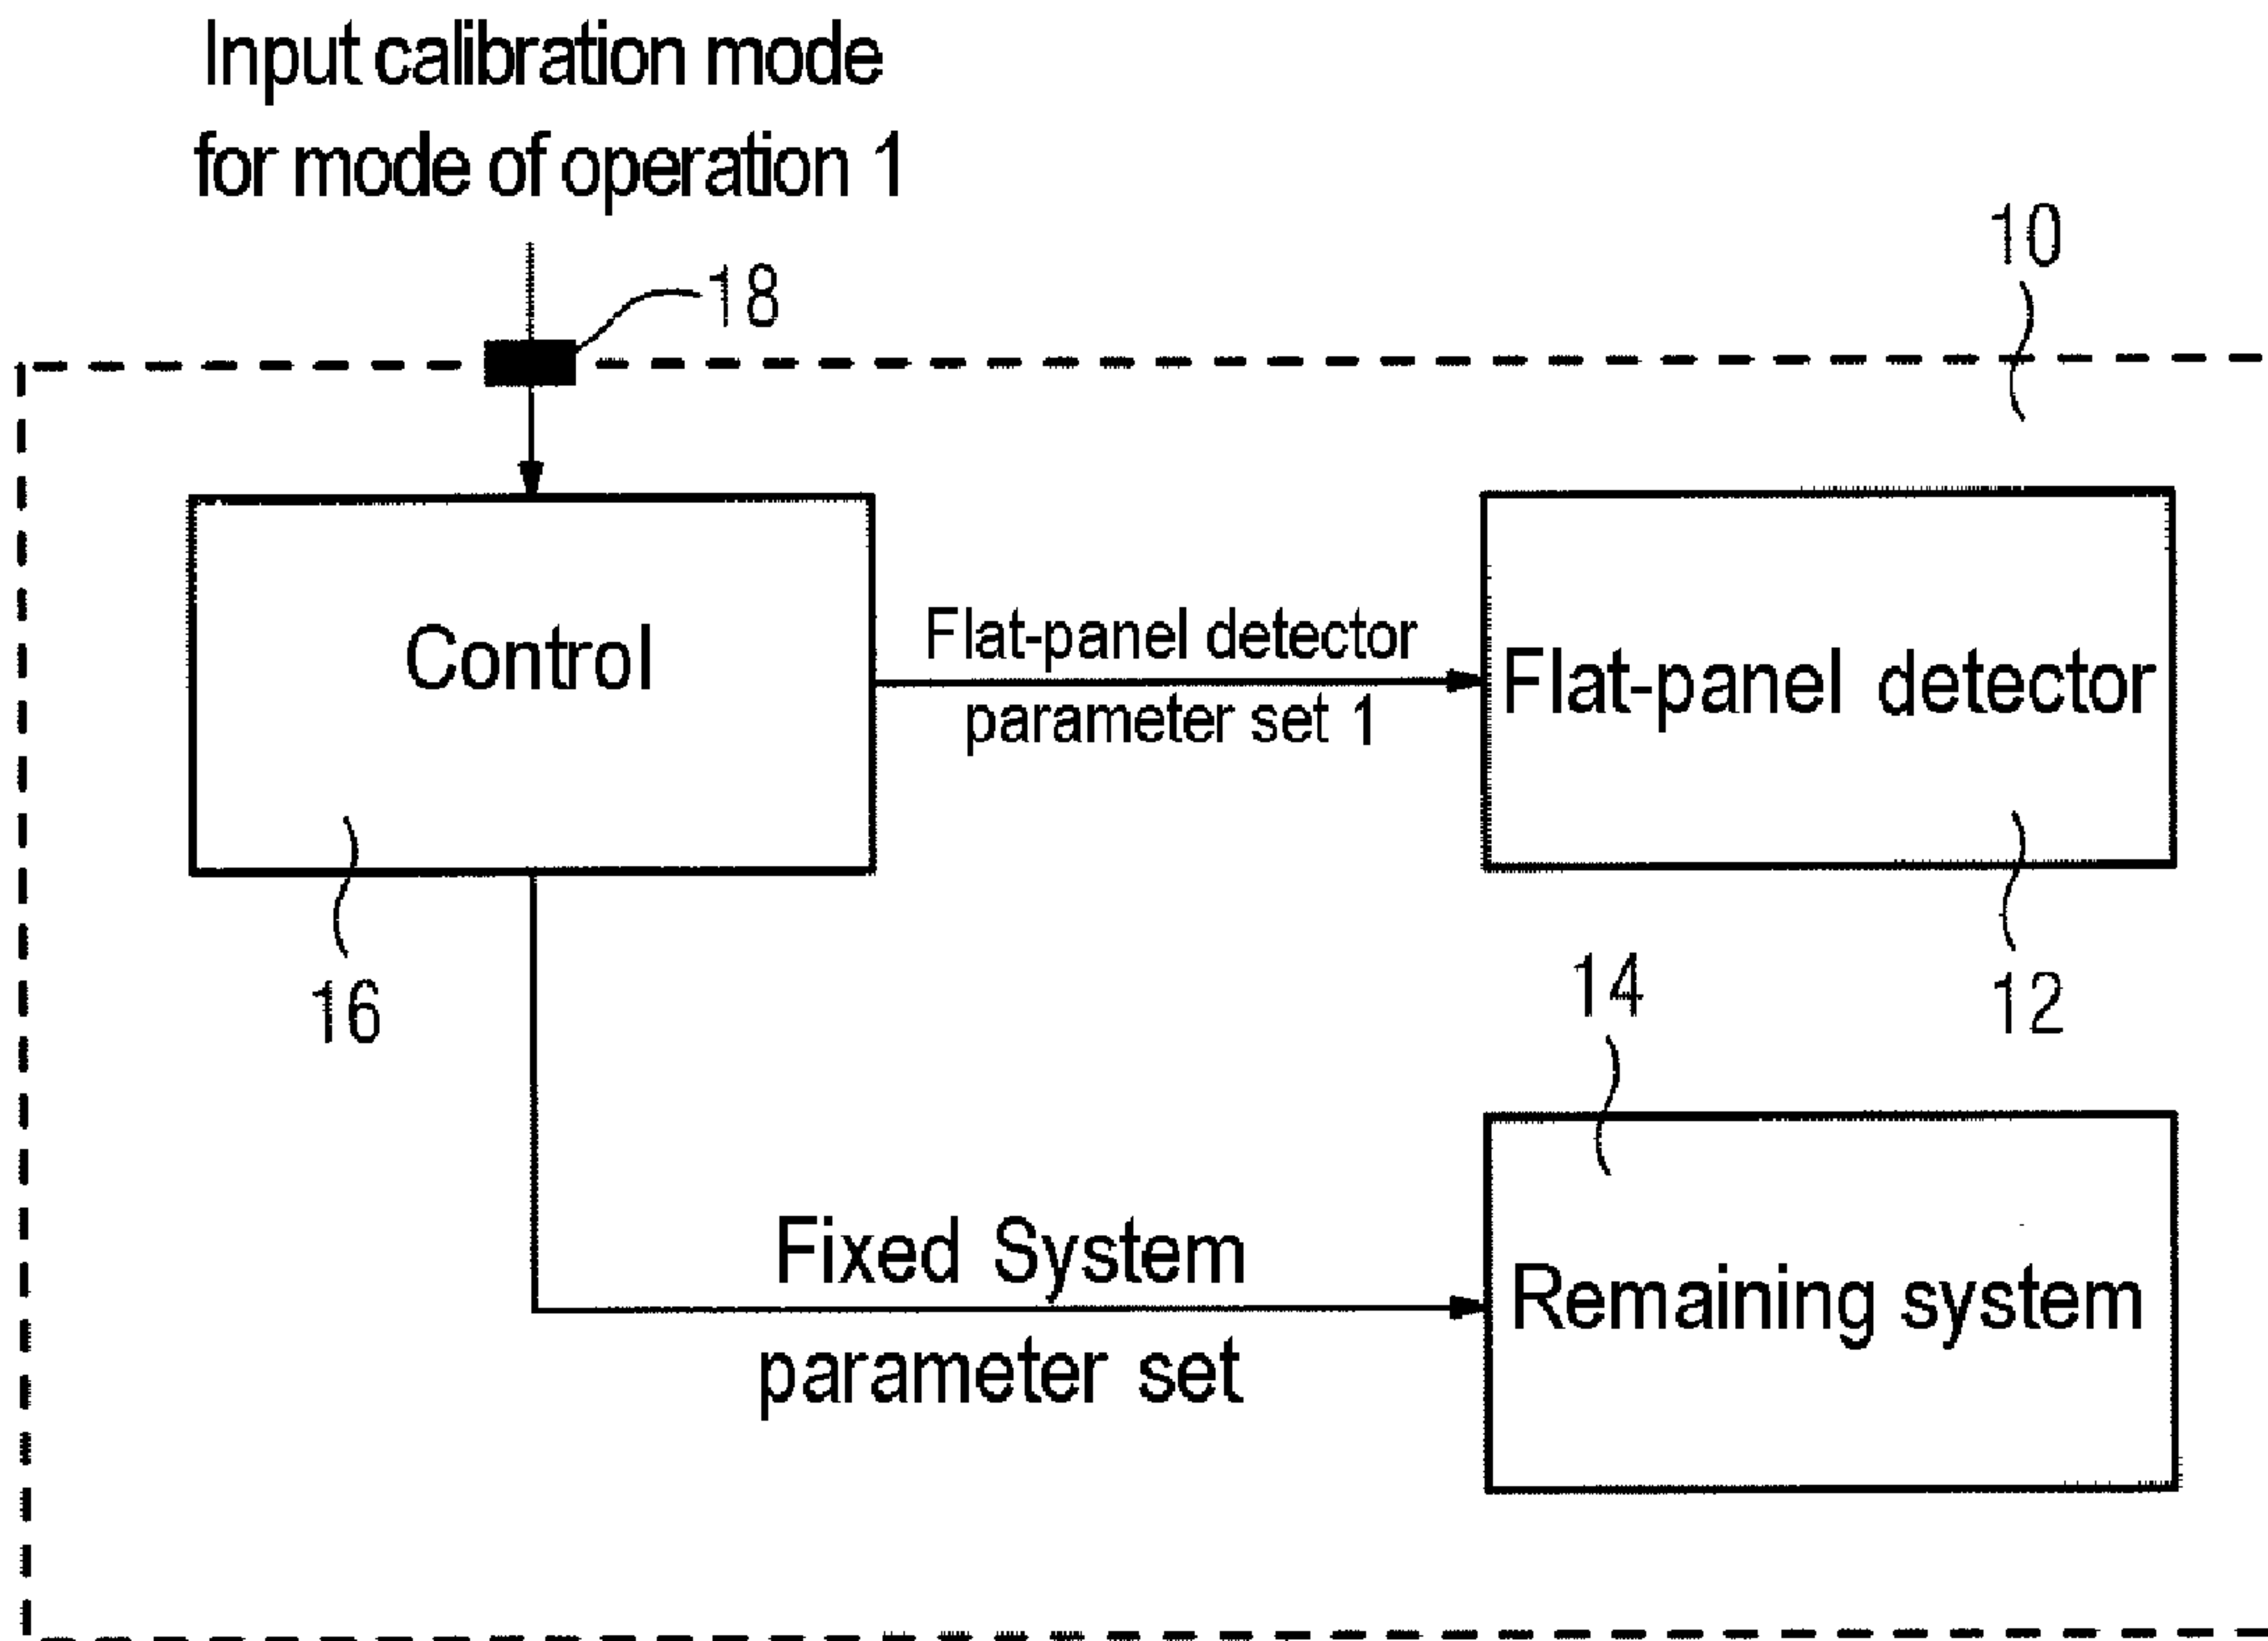 Input calibration mode
for mode of operation 1
18
10
Control
Flat-panel detector
parameter set 1
Flat-panel detector
16
14
12
Fixed System
parameter set
Remaining system